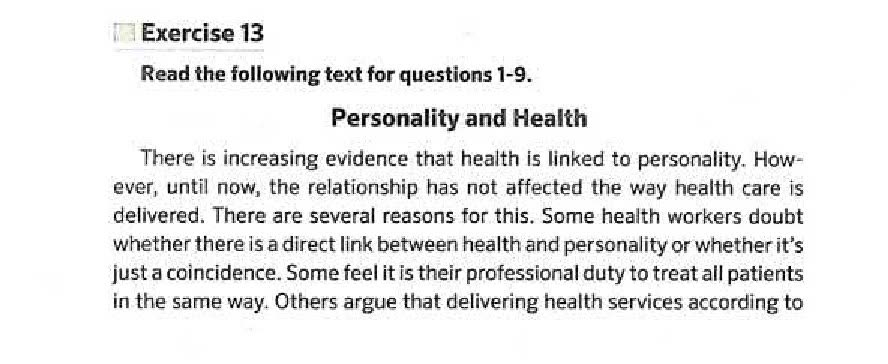 Exercise 13
Read the following text for questions 1-9.
Personality and Health
There is increasing evidence that health is linked to personality. How-
ever, until now, the relationship has not affected the way health care is
delivered. There are several reasons for this. Some health workers doubt
whether there is a direct link between health and personality or whether it's
just a coincidence. Some feel it is their professional duty to treat all patients
in the same way. Others argue that delivering health services according to